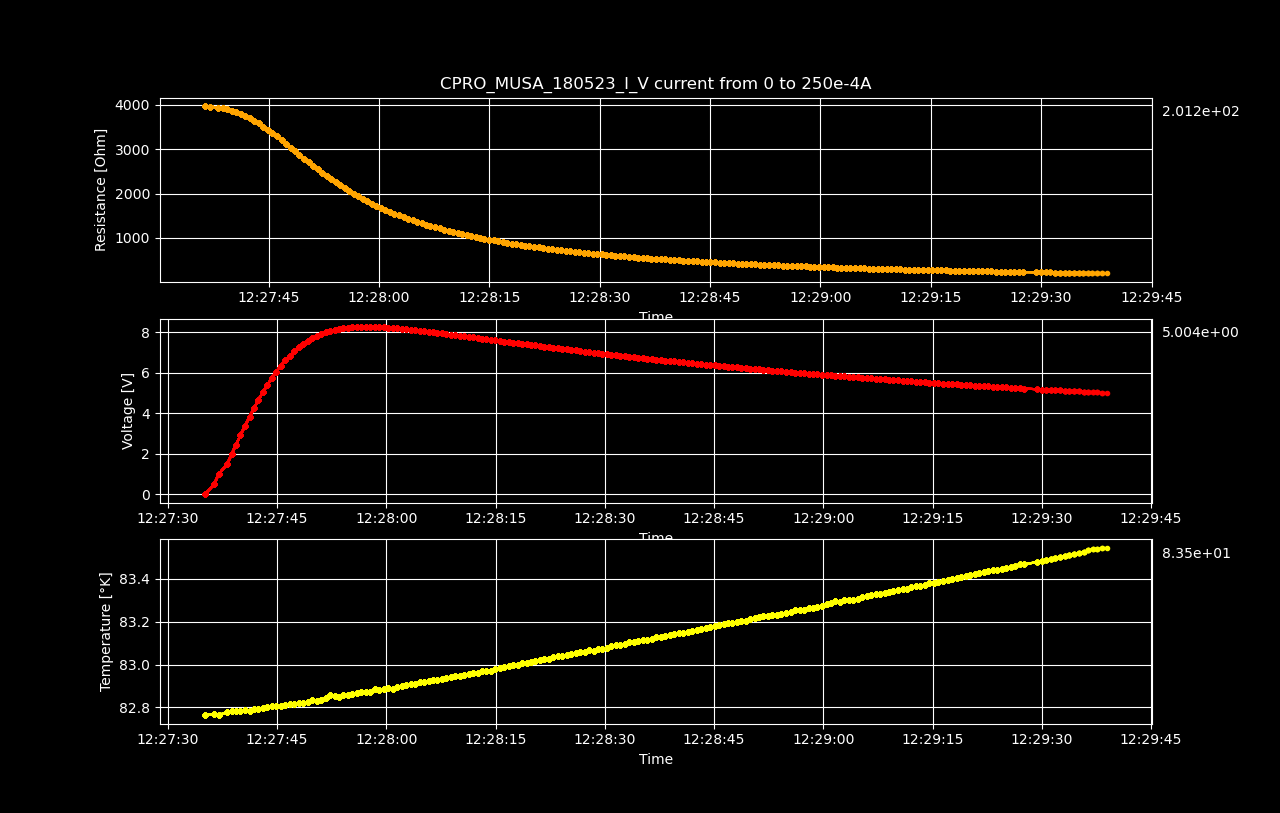 CPRO_MUSA_180523_I_V current from 0 to 250e-4A
4000
3000
2000
1000
Resistance [Ohm]
2.012e+02
12:27:45 12:28:00 12:28:15 12:28:30 12:28:45 12:29:00 12:29:15 12:29:30 12:29:45
Time
8
6
4
2
0
Voltage [V]
5.004e+00
12:27:30 12:27:45 12:28:00 12:28:15 12:28:30 12:28:45 12:29:00 12:29:15 12:29:30 12:29:45
Time
83.4
83.2
83.0
82.8
Temperature [°K]
8.35e+01
12:27:30 12:27:45 12:28:00 12:28:15 12:28:30 12:28:45 12:29:00 12:29:15 12:29:30 12:29:45
Time